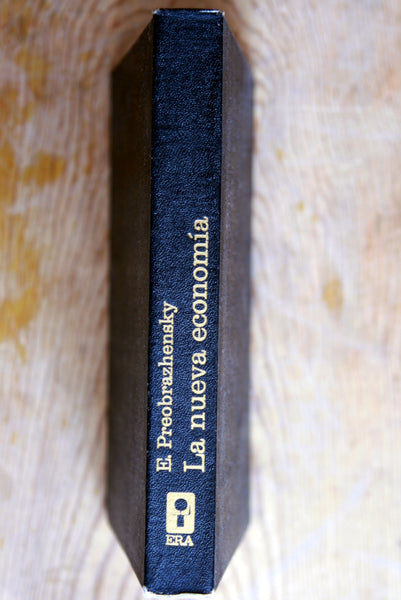 E. Preobrazhensky
La nueva economía
ERA